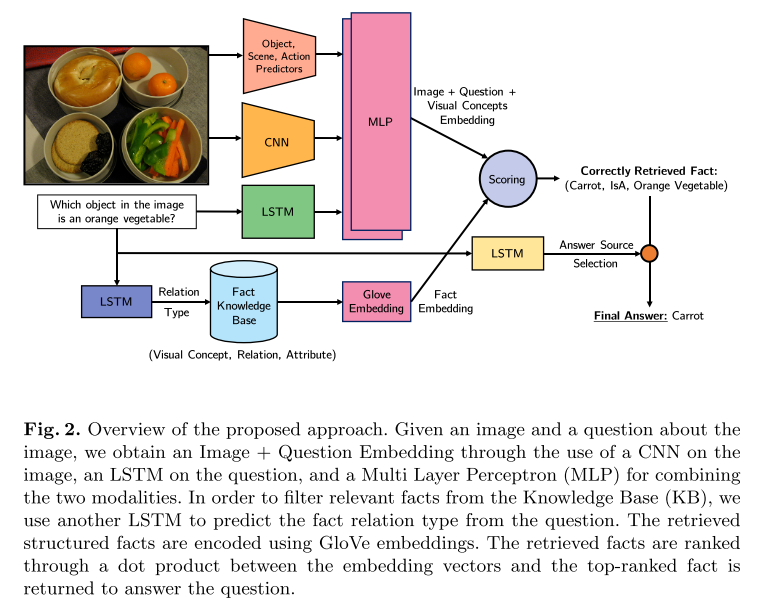 Object,
Scene, Action
Predictors
CNN
MLP
Image + Question +
Visual Concepts
Embedding
Scoring
Correctly Retrieved Fact:
(Carrot, IsA, Orange Vegetable)
Which object in the image
is an orange vegetable?
LSTM
LSTM
Answer Source
Selection
LSTM
Relation
Type
Fact
Knowledge
Base
Glove
Embedding
Fact
Embedding
Final Answer: Carrot
(Visual Concept, Relation, Attribute)
Fig. 2. Overview of the proposed approach. Given an image and a question about the
image, we obtain an Image + Question Embedding through the use of a CNN on the
image, an LSTM on the question, and a Multi Layer Perceptron (MLP) for combining
the two modalities. In order to filter relevant facts from the Knowledge Base (KB), we
use another LSTM to predict the fact relation type from the question. The retrieved
structured facts are encoded using GloVe embeddings. The retrieved facts are ranked
through a dot product between the embedding vectors and the top-ranked fact is
returned to answer the question.